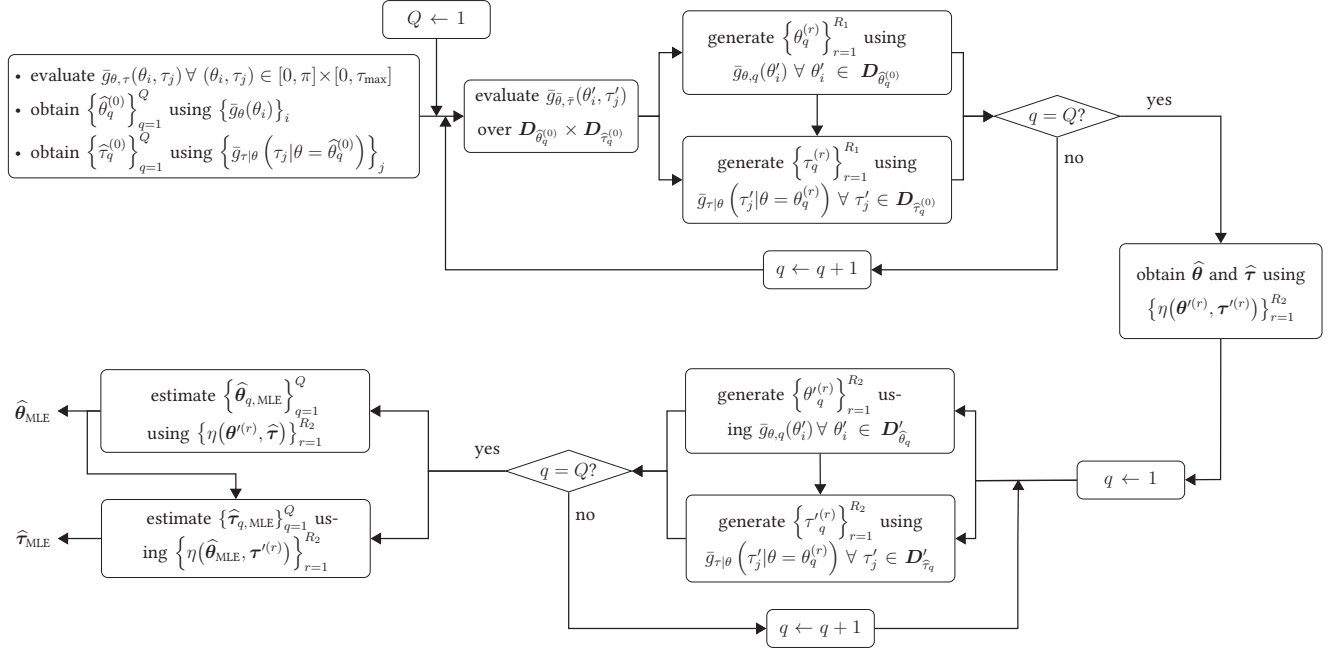 Q ← 1
• evaluate ḡ_{θ,τ}(θ_i, τ_j) ∀ (θ_i, τ_j) ∈ [0, π]×[0, τ_max]
• obtain {θ̂_q^{(0)}}_{q=1}^{Q} using {ḡ_θ(θ_i)}_i
• obtain {τ̂_q^{(0)}}_{q=1}^{Q} using {ḡ_{τ|θ}(τ_j|θ = θ̂_q^{(0)})}_j
evaluate ḡ_{θ̄,τ̄}(θ′_i, τ′_j)
over D_{θ̂_q^{(0)}} × D_{τ̂_q^{(0)}}
generate {θ_q^{(r)}}_{r=1}^{R_1} using
ḡ_{θ,q}(θ′_i) ∀ θ′_i ∈ D_{θ̂_q^{(0)}}
generate {τ_q^{(r)}}_{r=1}^{R_1} using
ḡ_{τ|θ}(τ′_j|θ = θ_q^{(r)}) ∀ τ′_j ∈ D_{τ̂_q^{(0)}}
q = Q?
yes
no
q ← q + 1
obtain θ̂ and τ̂ using
{η(θ′^{(r)}, τ′^{(r)})}_{r=1}^{R_2}
q ← 1
generate {θ′_q^{(r)}}_{r=1}^{R_2} us-
ing ḡ_{θ,q}(θ′_i) ∀ θ′_i ∈ D′_{θ̂_q}
generate {τ′_q^{(r)}}_{r=1}^{R_2} using
ḡ_{τ|θ}(τ′_j|θ = θ_q^{(r)}) ∀ τ′_j ∈ D′_{τ̂_q}
q = Q?
yes
no
q ← q + 1
estimate {θ̂_{q,MLE}}_{q=1}^{Q}
using {η(θ′^{(r)}, τ̂)}_{r=1}^{R_2}
θ̂_MLE
estimate {τ̂_{q,MLE}}_{q=1}^{Q} us-
ing {η(θ̂_MLE, τ′^{(r)})}_{r=1}^{R_2}
τ̂_MLE